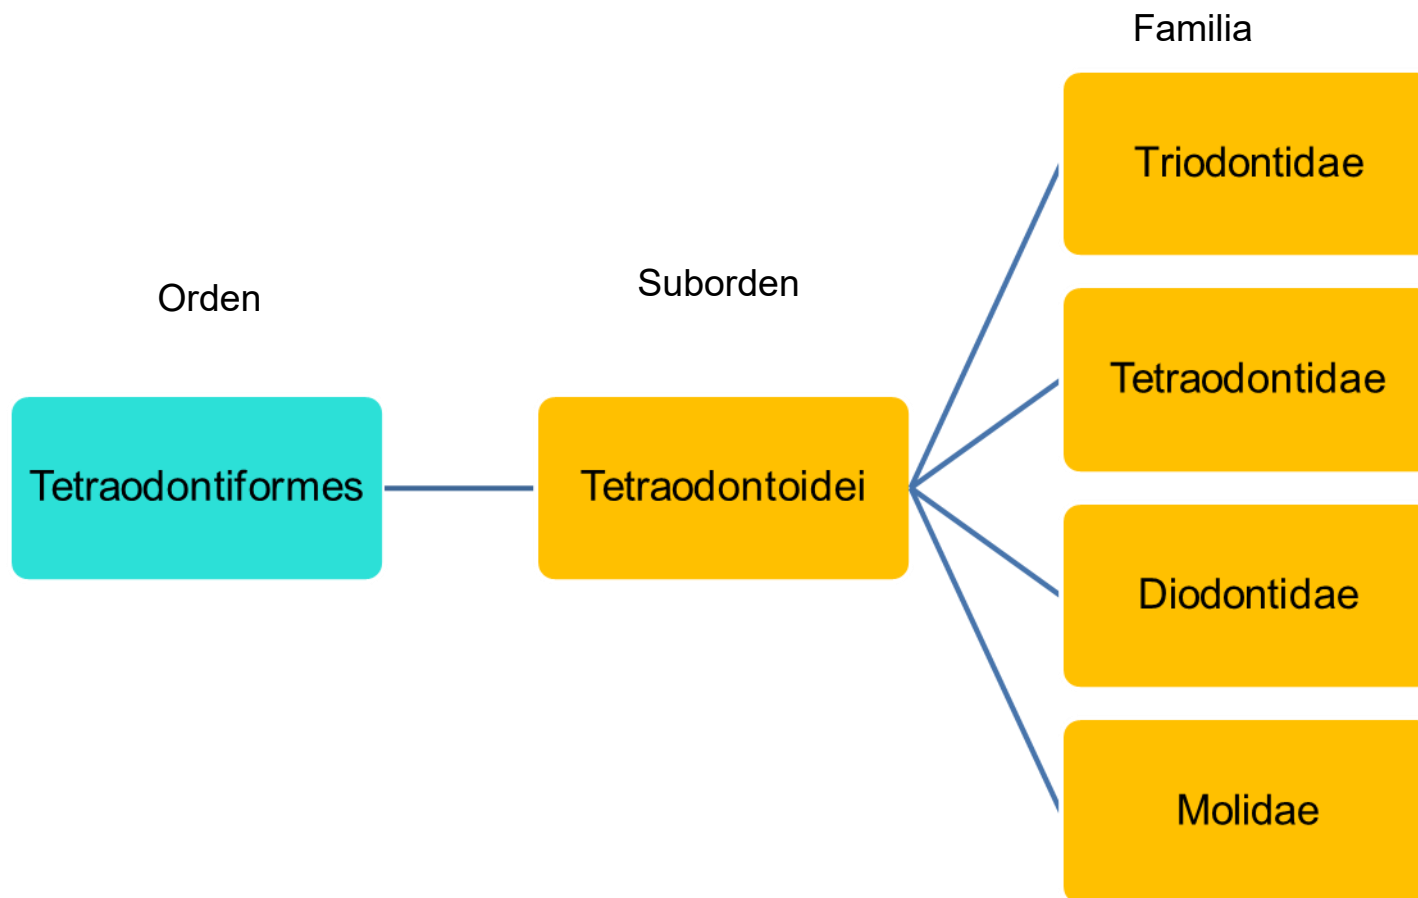 Familia
Triodontidae
Orden
Suborden
Tetraodontidae
Tetraodontiformes
Tetraodontoidei
Diodontidae
Molidae